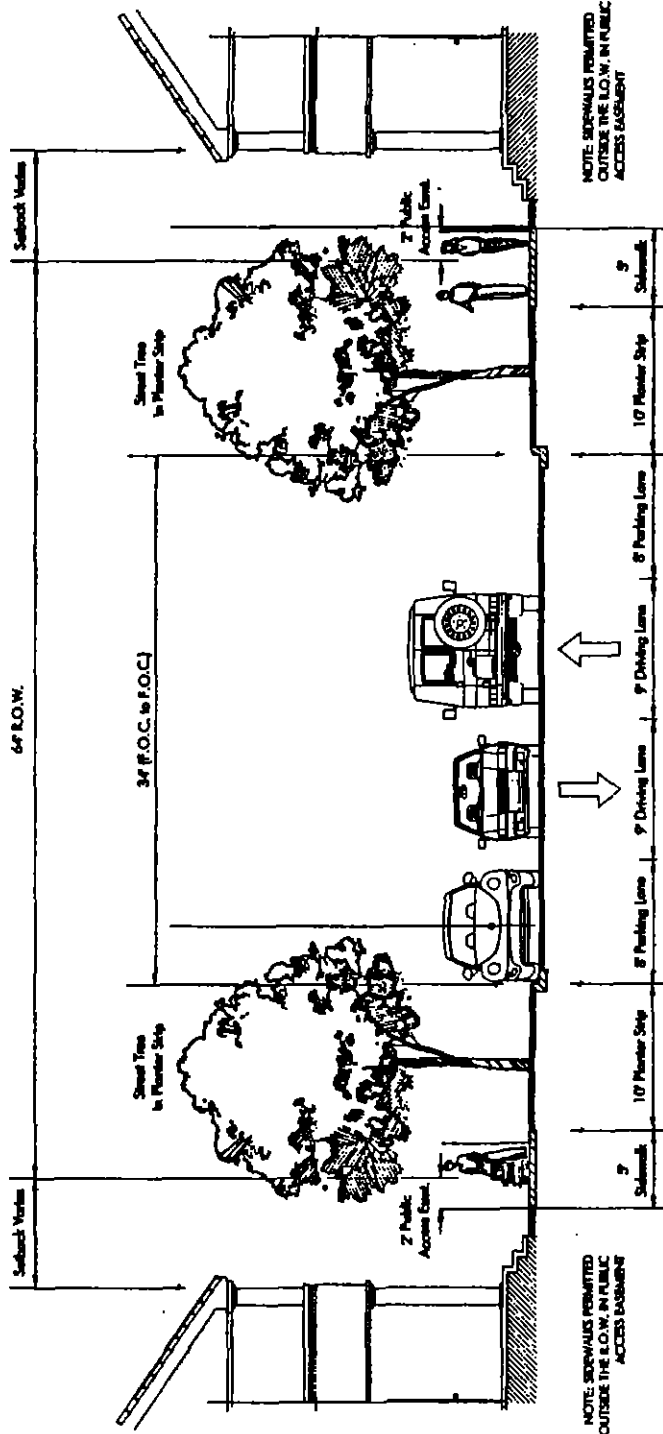 Setback Varies
64' R.O.W.
Setback Varies
34' (F.O.C. to F.O.C.)
Street Tree
In Planter Strip
Street Tree
In Planter Strip
2' Public
Access Esmt.
2' Public
Access Esmt.
5'
Sidewalk
10' Planter Strip
8' Parking Lane
9' Driving Lane
9' Driving Lane
8' Parking Lane
10' Planter Strip
5'
Sidewalk
NOTE: SIDEWALKS PERMITTED
OUTSIDE THE R.O.W. IN PUBLIC
ACCESS EASEMENT
NOTE: SIDEWALKS PERMITTED
OUTSIDE THE R.O.W. IN PUBLIC
ACCESS EASEMENT